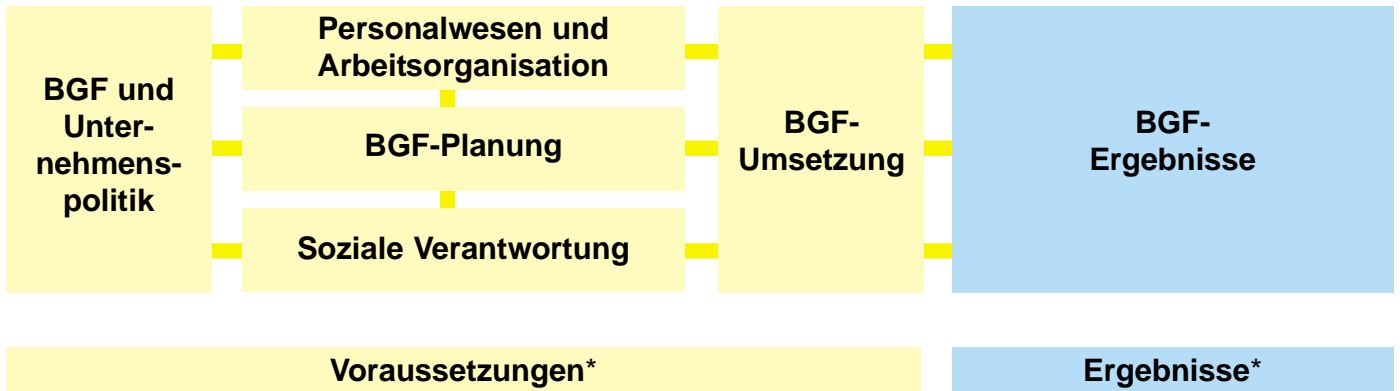 BGF und
Unter-
nehmens-
politik
Personalwesen und
Arbeitsorganisation
BGF-Planung
Soziale Verantwortung
BGF-
Umsetzung
BGF-
Ergebnisse
Voraussetzungen*
Ergebnisse*